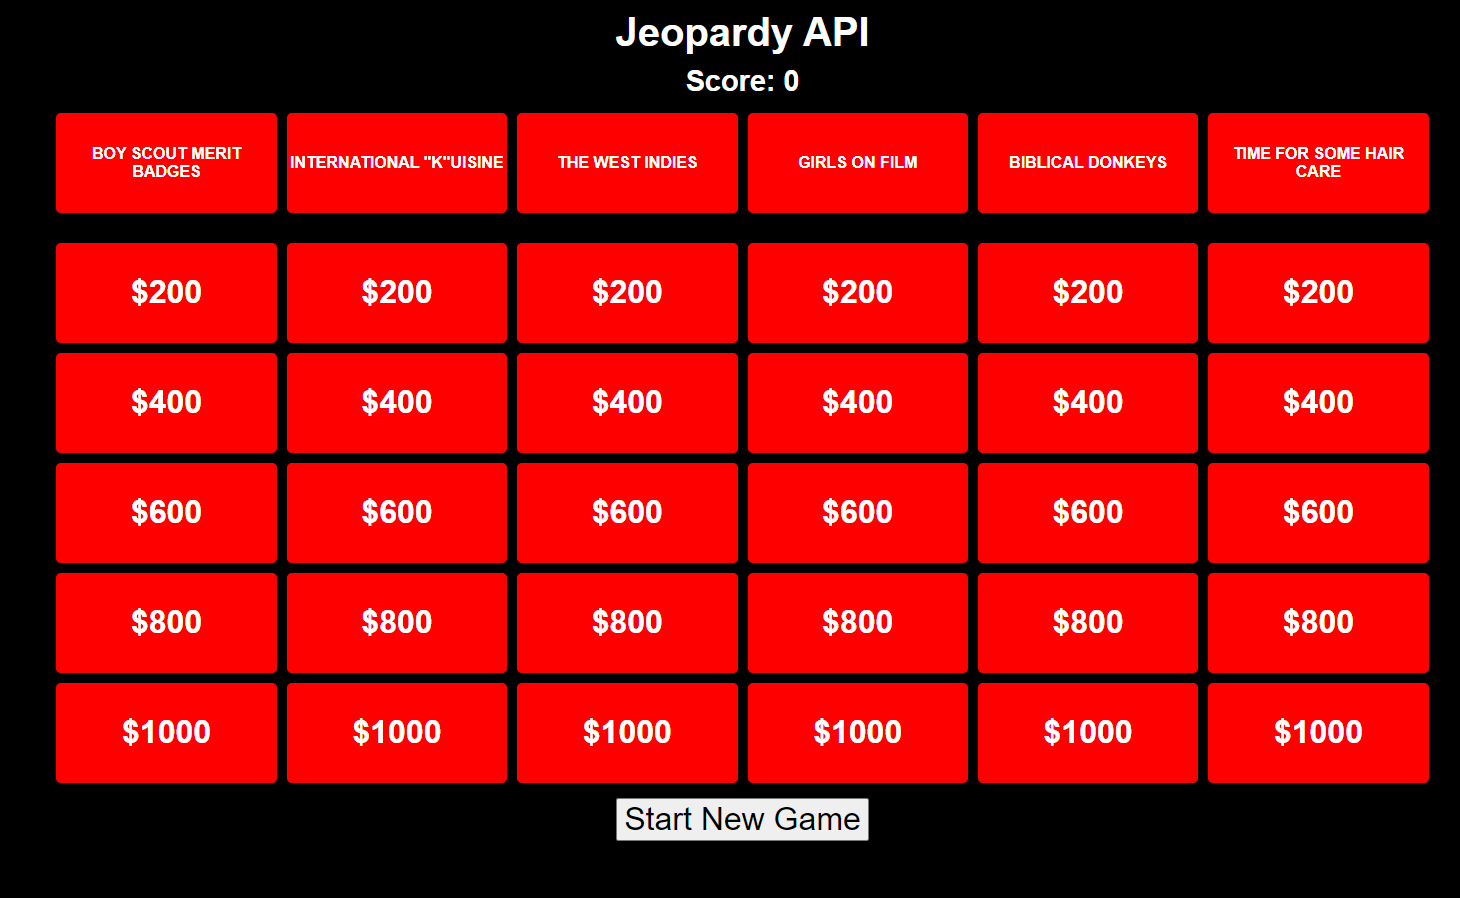 Jeopardy API
Score: 0
BOY SCOUT MERIT
BADGES
INTERNATIONAL "K"UISINE
THE WEST INDIES
GIRLS ON FILM
BIBLICAL DONKEYS
TIME FOR SOME HAIR
CARE
$200 $200 $200 $200 $200 $200
$400 $400 $400 $400 $400 $400
$600 $600 $600 $600 $600 $600
$800 $800 $800 $800 $800 $800
$1000 $1000 $1000 $1000 $1000 $1000
Start New Game